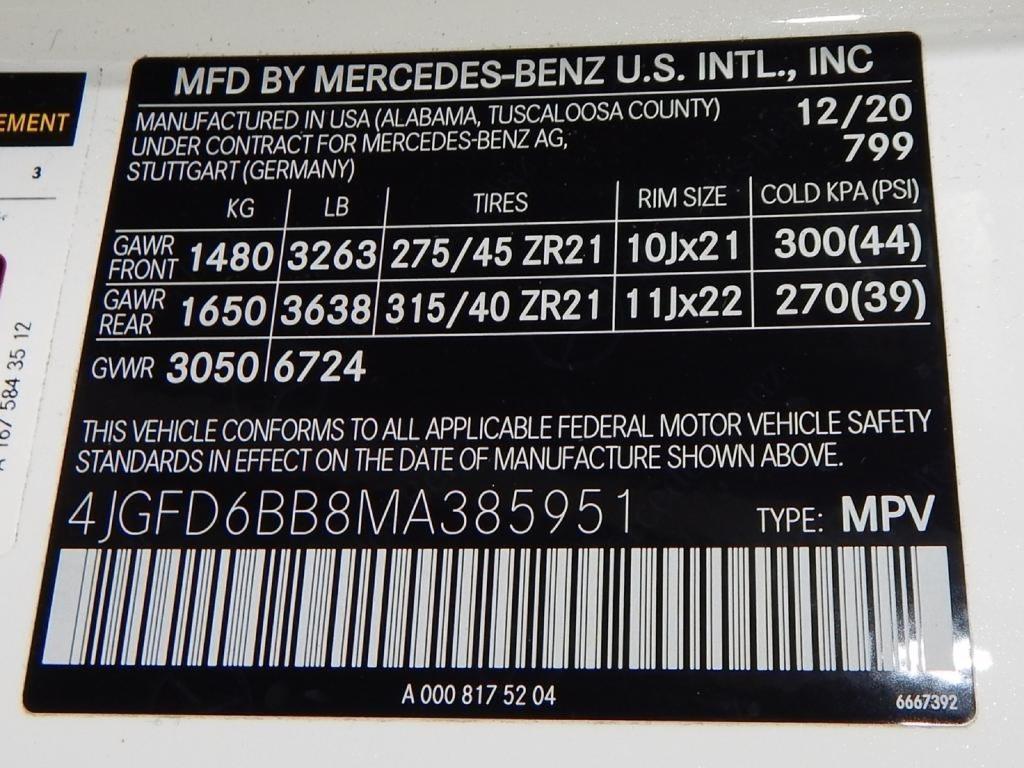 MFD BY MERCEDES-BENZ U.S. INTL., INC
MANUFACTURED IN USA (ALABAMA, TUSCALOOSA COUNTY) 12/20
UNDER CONTRACT FOR MERCEDES-BENZ AG, 799
STUTTGART (GERMANY)
KG LB TIRES RIM SIZE COLD KPA (PSI)
GAWR FRONT 1480 3263 275/45 ZR21 10Jx21 300(44)
GAWR REAR 1650 3638 315/40 ZR21 11Jx22 270(39)
GVWR 3050 6724
THIS VEHICLE CONFORMS TO ALL APPLICABLE FEDERAL MOTOR VEHICLE SAFETY
STANDARDS IN EFFECT ON THE DATE OF MANUFACTURE SHOWN ABOVE.
4JGFD6BB8MA385951 TYPE: MPV
A 000 817 52 04 6667392
EMENT
3
A 167 584 35 12